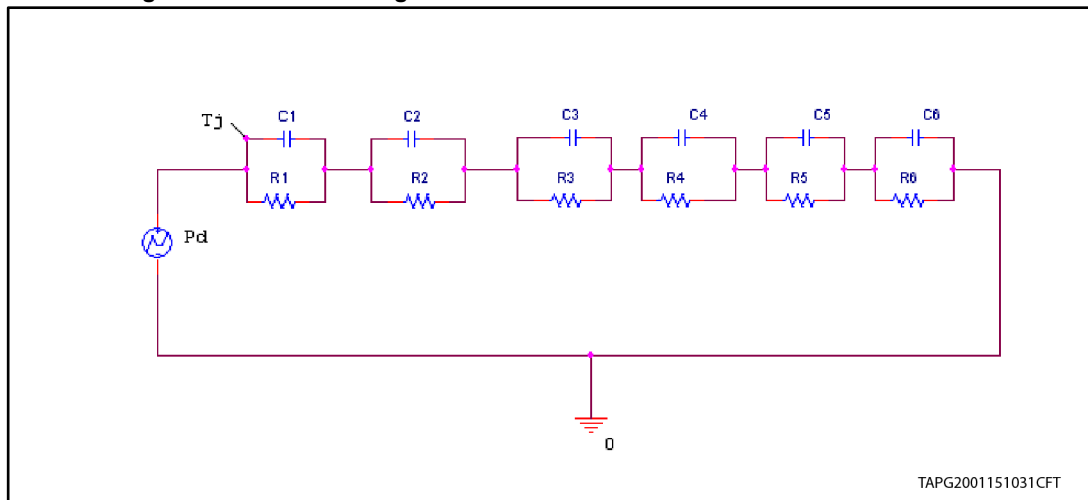 Tj
C1
C2
C3
C4
C5
C6
R1
R2
R3
R4
R5
R6
Pd
0
TAPG2001151031CFT